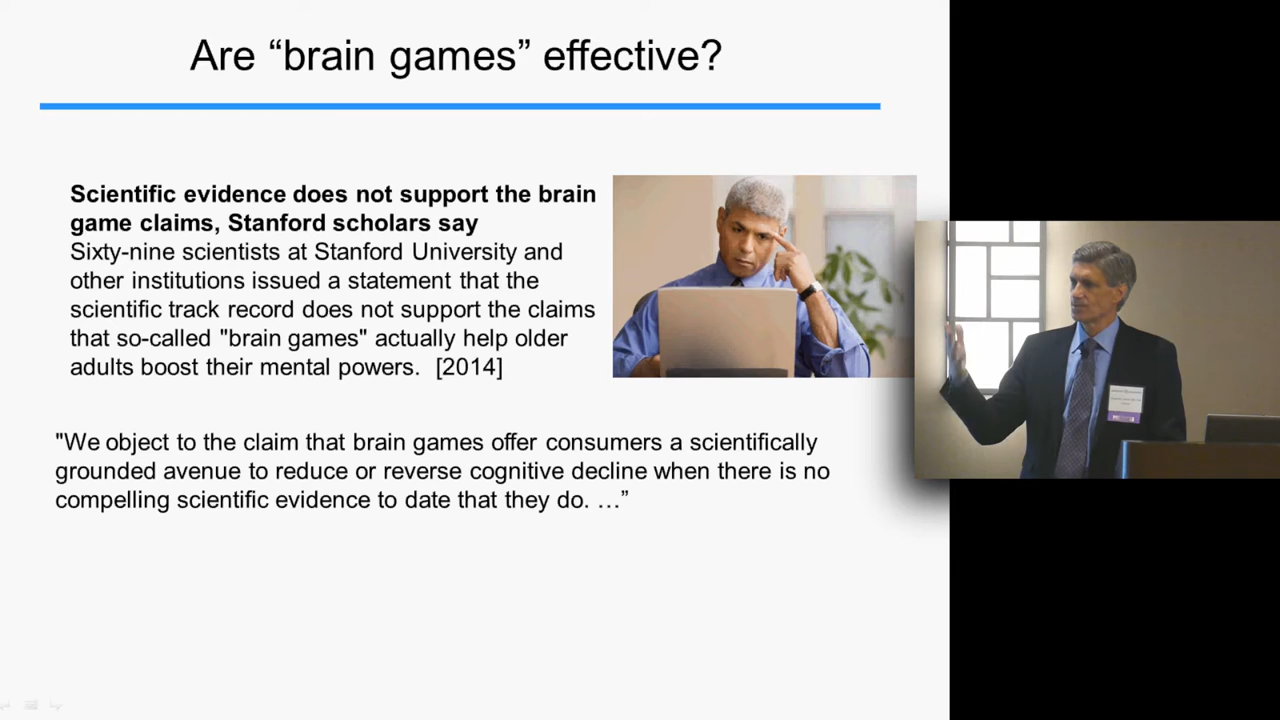 Are “brain games” effective?
Scientific evidence does not support the brain
game claims, Stanford scholars say
Sixty-nine scientists at Stanford University and
other institutions issued a statement that the
scientific track record does not support the claims
that so-called "brain games" actually help older
adults boost their mental powers. [2014]
"We object to the claim that brain games offer consumers a scientifically
grounded avenue to reduce or reverse cognitive decline when there is no
compelling scientific evidence to date that they do. …”